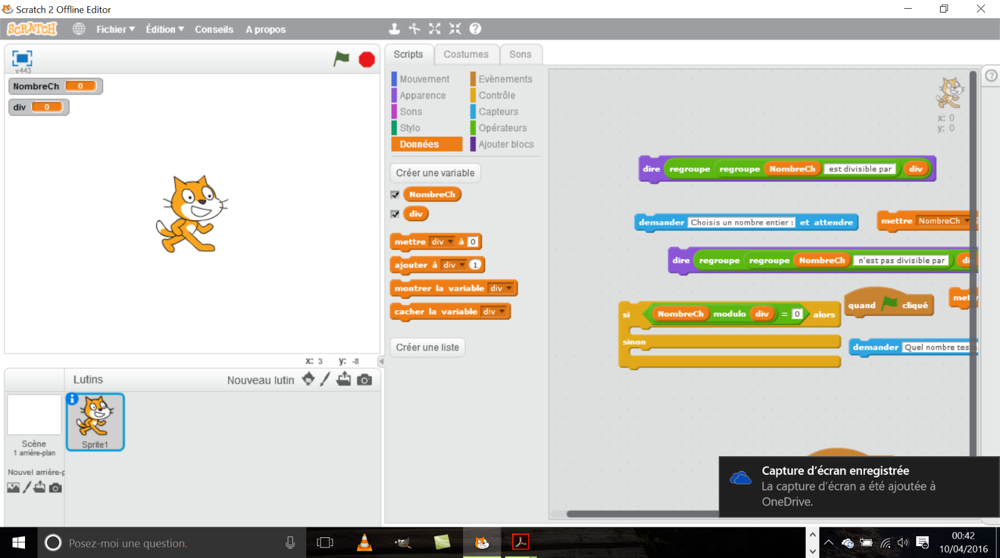 Scratch 2 Offline Editor
SCRATCH Fichier Édition Conseils A propos
v443
NombreCh 0
div 0
x: 3 y: -8
Lutins Nouveau lutin
Scène
1 arrière-plan
Nouvel arrière-p
Sprite1
Scripts Costumes Sons
Mouvement Evènements
Apparence Contrôle
Sons Capteurs
Stylo Opérateurs
Données Ajouter blocs
Créer une variable
NombreCh
div
mettre div à 0
ajouter à div 1
montrer la variable div
cacher la variable div
Créer une liste
x: 0
y: 0
dire regroupe regroupe NombreCh est divisible par div
demander Choisis un nombre entier : et attendre
mettre NombreCh
dire regroupe regroupe NombreCh n'est pas divisible par
si NombreCh modulo div = 0 alors
sinon
quand cliqué
demander Quel nombre
Capture d'écran enregistrée
La capture d'écran a été ajoutée à
OneDrive.
Posez-moi une question.
00:42
10/04/2016